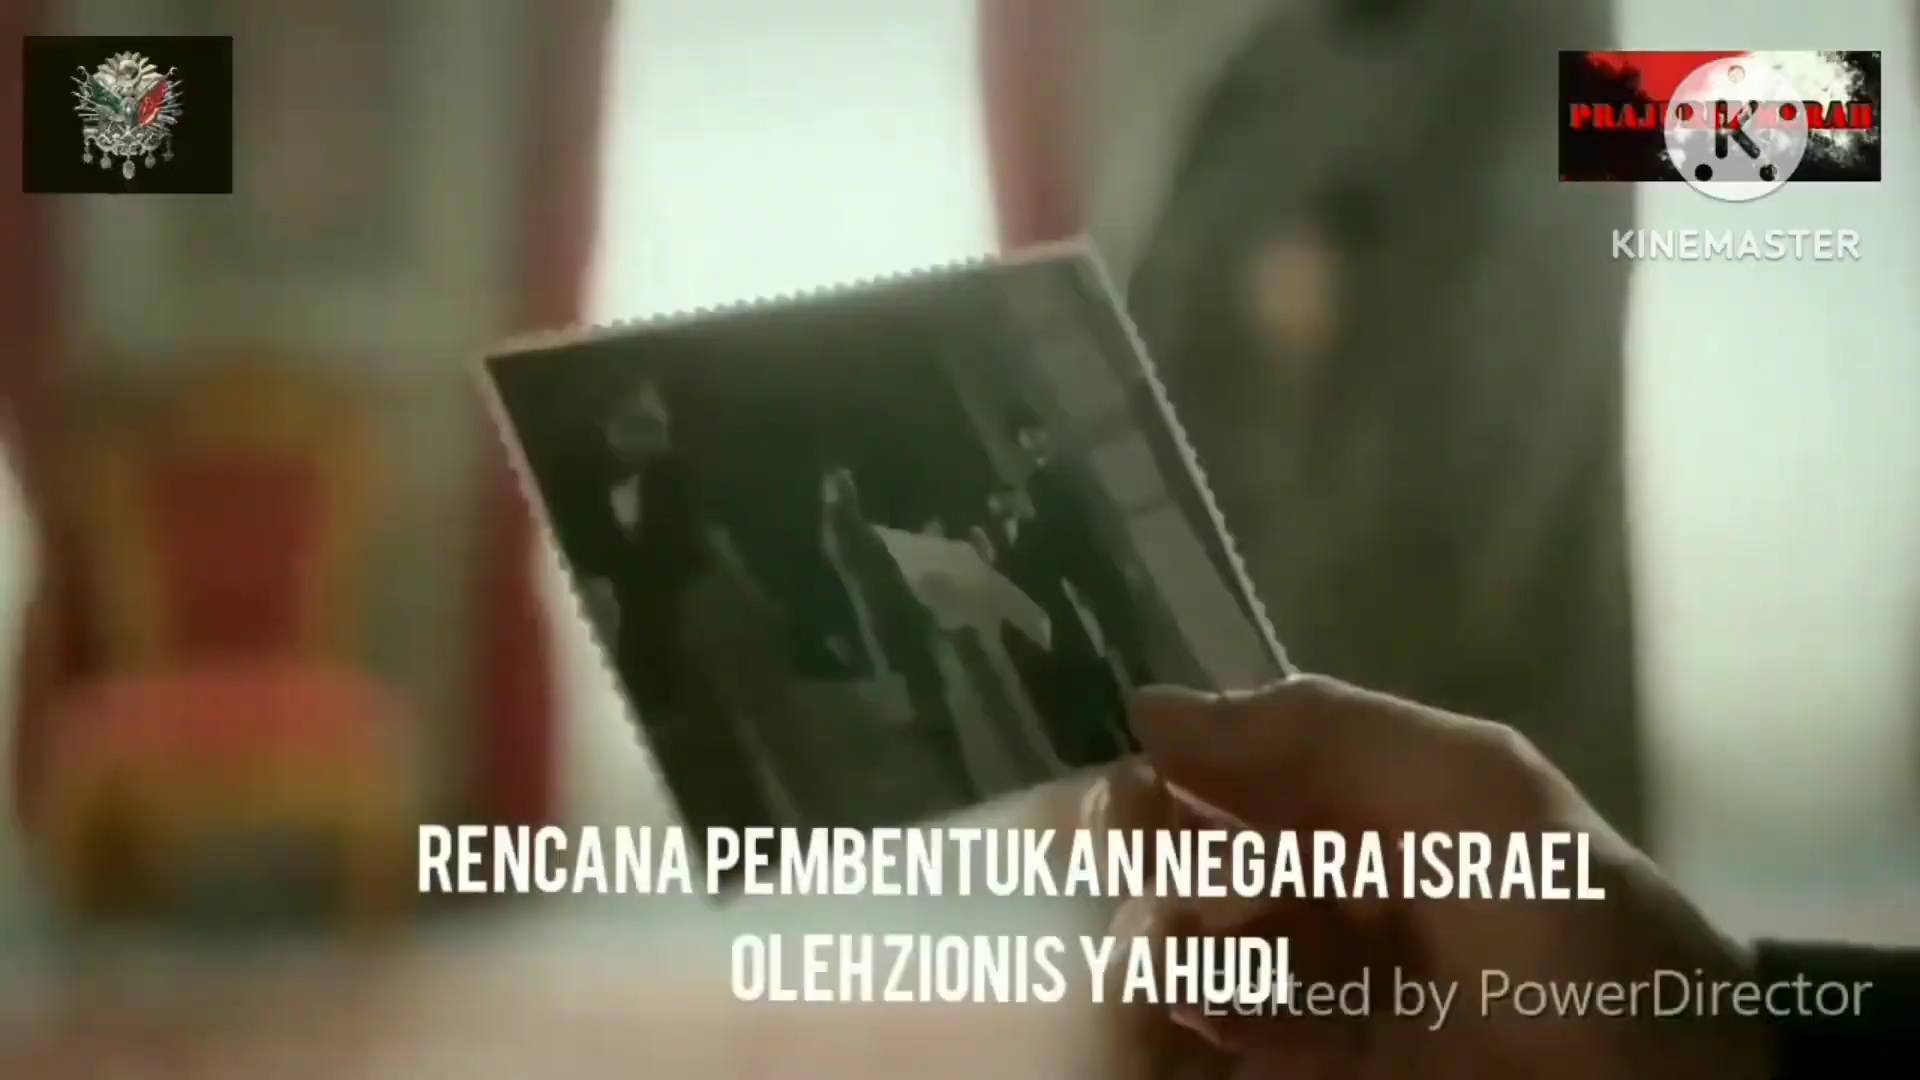 KINEMASTER
RENCANA PEMBENTUKAN NEGARA ISRAEL
OLEH ZIONIS YAHUDI
Edited by PowerDirector